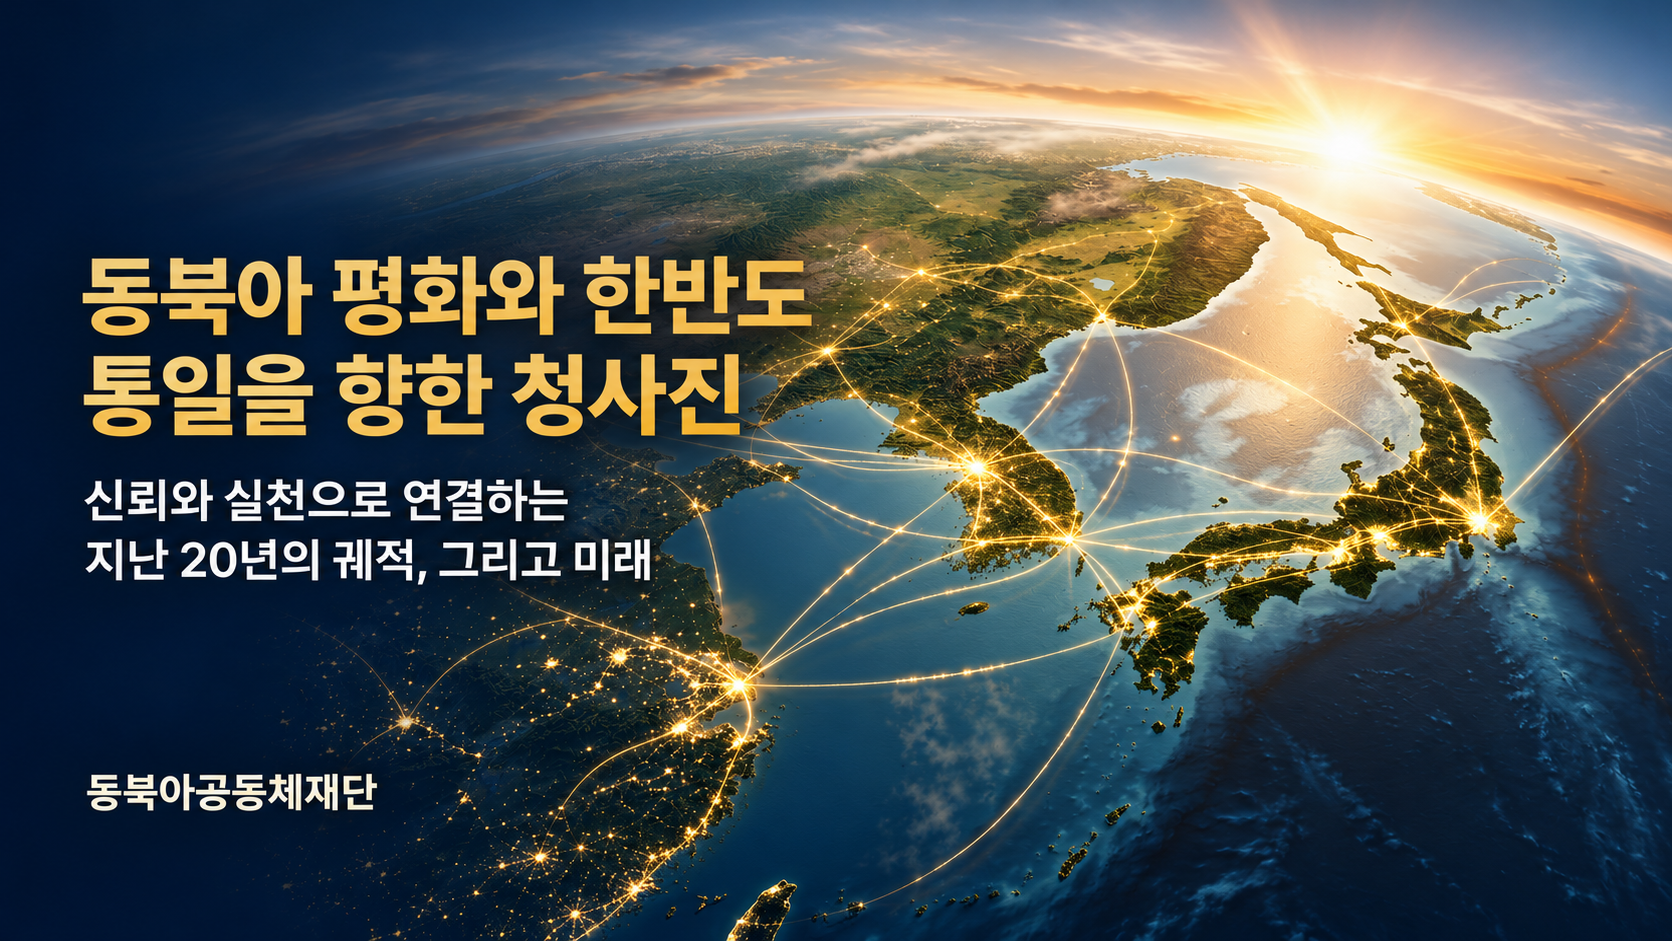 동북아 평화와 한반도
통일을 향한 청사진
신뢰와 실천으로 연결하는
지난 20년의 궤적, 그리고 미래
동북아공동체재단